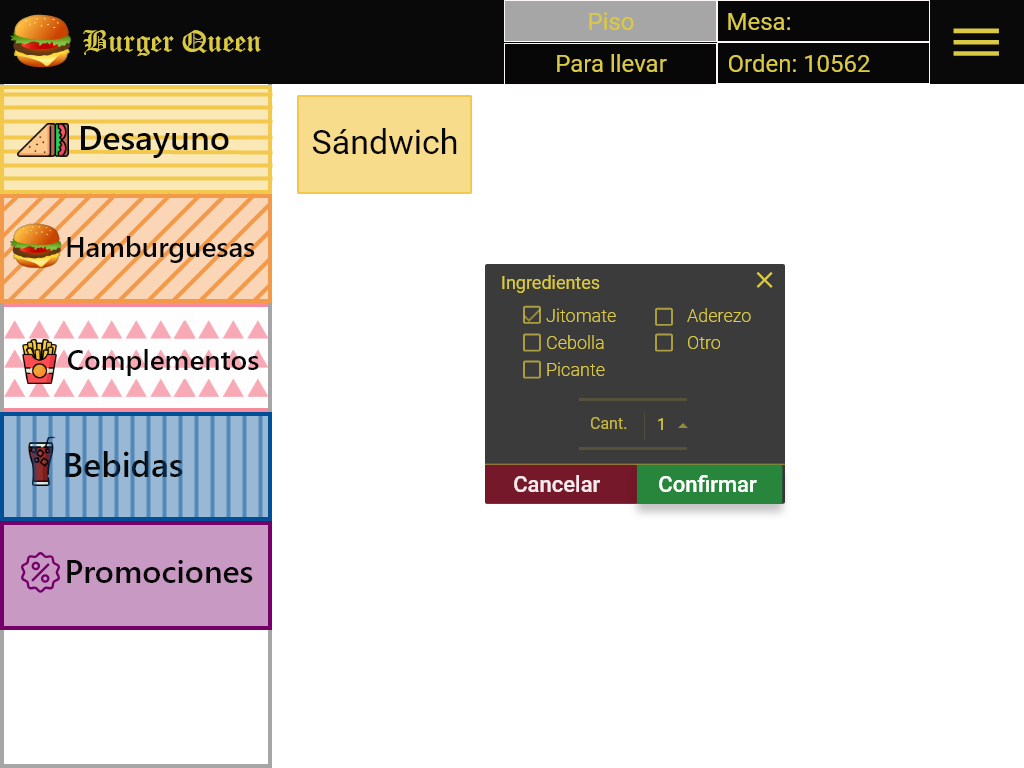 Burger Queen
Piso
Mesa:
Para llevar
Orden: 10562
Desayuno
Sándwich
Hamburguesas
Ingredientes
Jitomate
Aderezo
Cebolla
Otro
Picante
Complementos
Cant.
1
Bebidas
Cancelar
Confirmar
Promociones